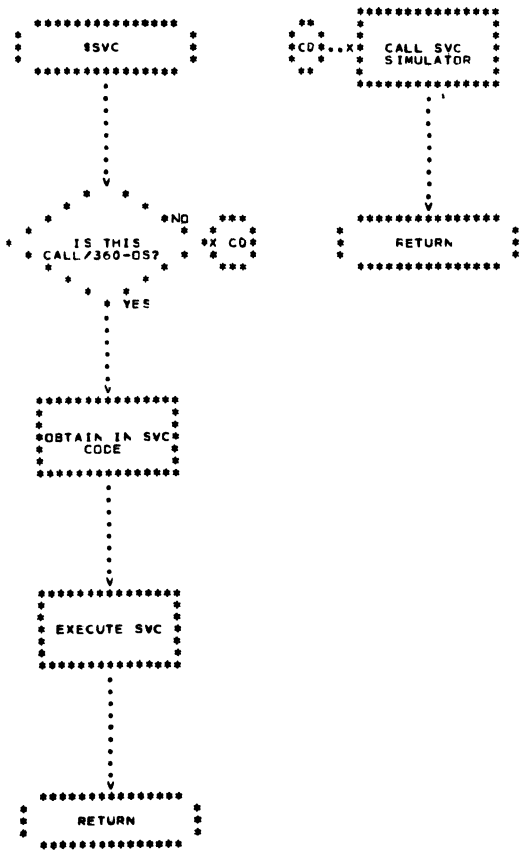 $SVC
IS THIS
CALL/360-OS?
NO
CD
YES
OBTAIN IN SVC
CODE
EXECUTE SVC
RETURN
CD
CALL SVC
SIMULATOR
RETURN